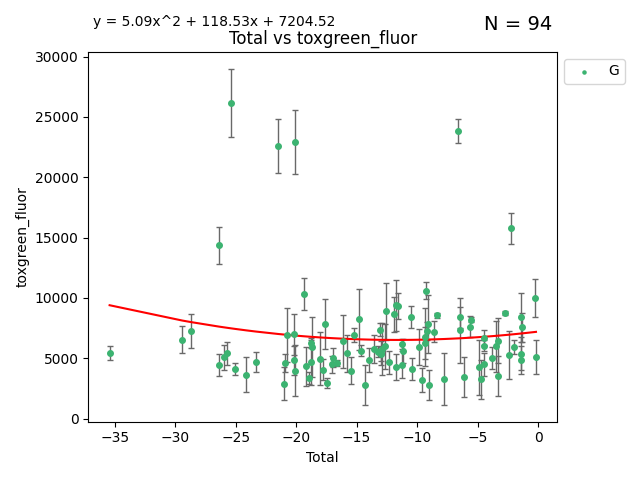 y = 5.09x^2 + 118.53x + 7204.52
N = 94
Total vs toxgreen_fluor
G
toxgreen_fluor
30000
25000
20000
15000
10000
5000
0
−35
−30
−25
−20
−15
−10
−5
0
Total